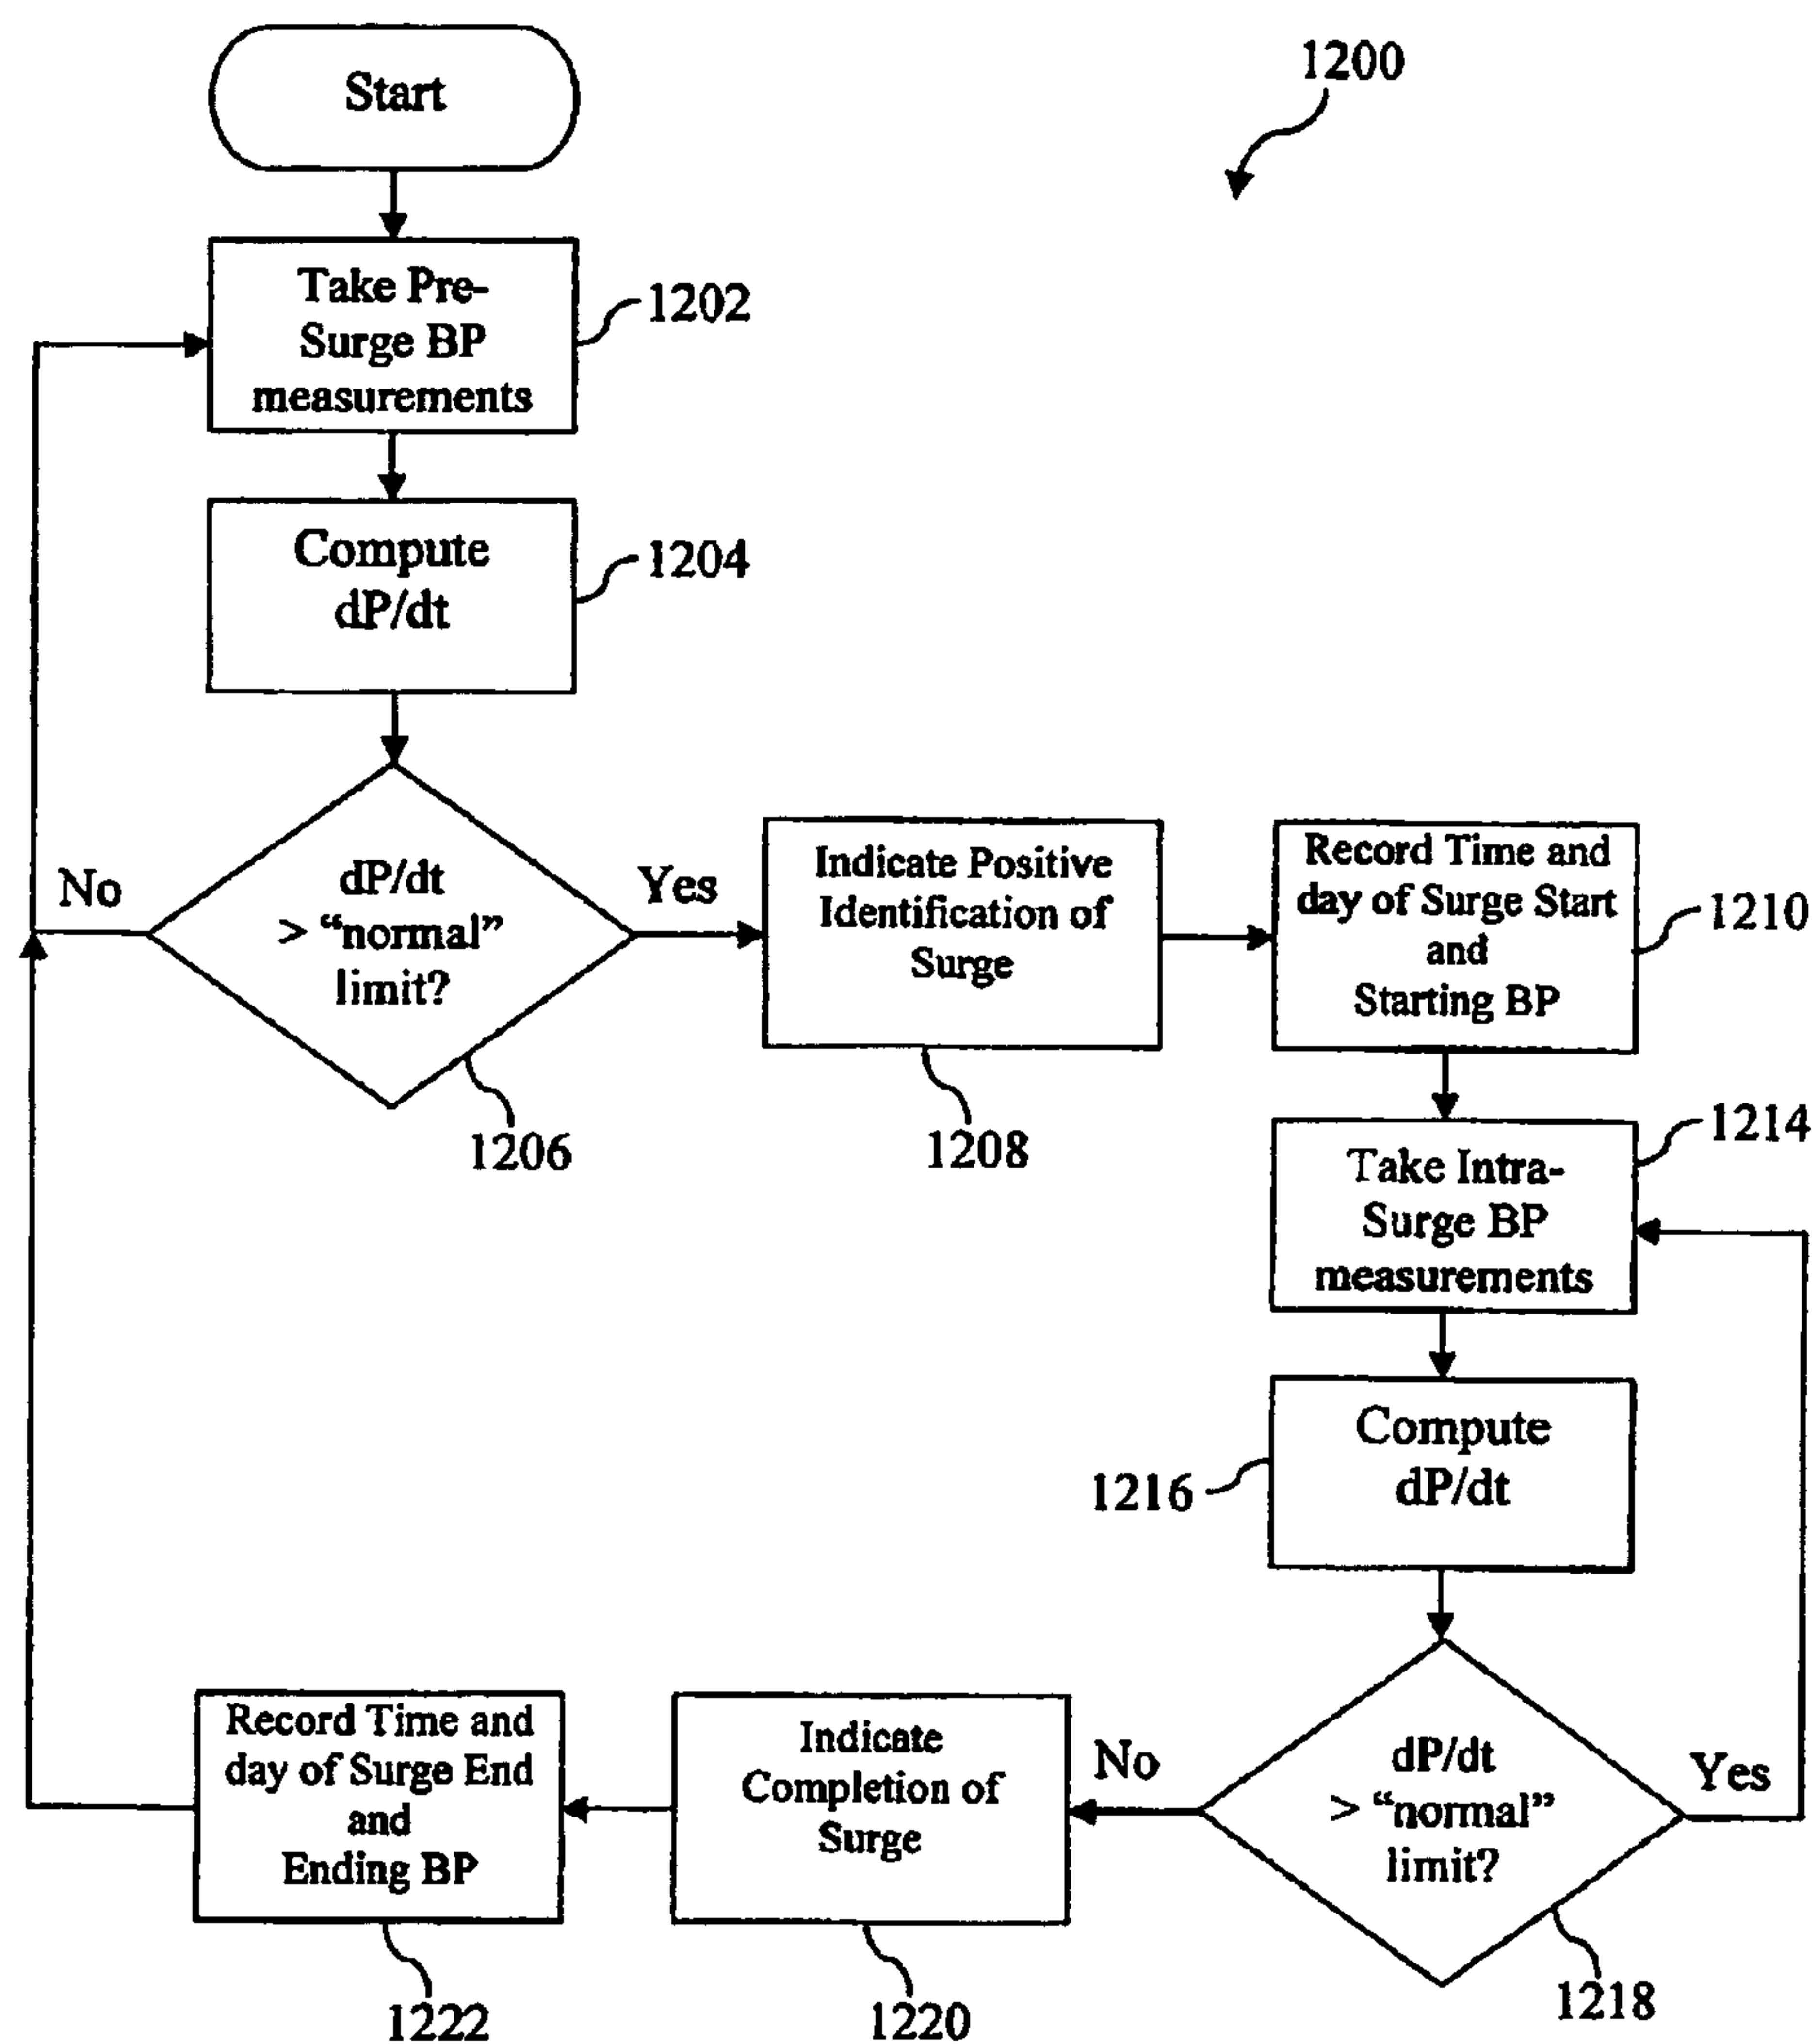 Start
1200
Take Pre-
Surge BP
measurements
1202
Compute
dP/dt
1204
dP/dt
> “normal”
limit?
No
Yes
1206
Indicate Positive
Identification of
Surge
1208
Record Time and
day of Surge Start
and
Starting BP
1210
Take Intra-
Surge BP
measurements
1214
Compute
dP/dt
1216
dP/dt
> “normal”
limit?
No
Yes
1218
Indicate
Completion of
Surge
1220
Record Time and
day of Surge End
and
Ending BP
1222